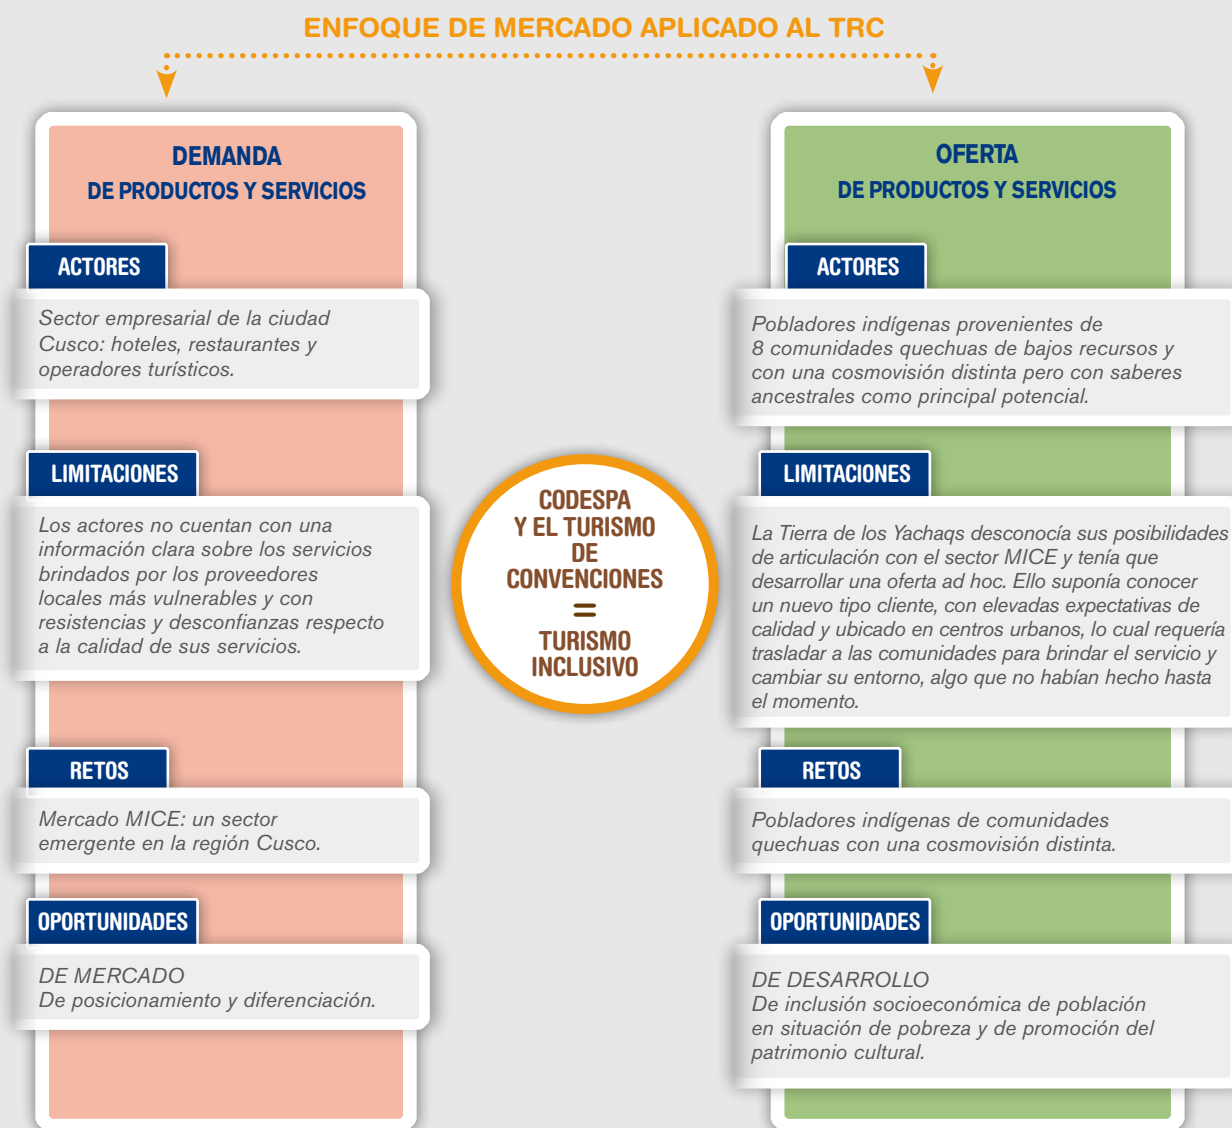 ENFOQUE DE MERCADO APLICADO AL TRC
DEMANDA
DE PRODUCTOS Y SERVICIOS
ACTORES
Sector empresarial de la ciudad
Cusco: hoteles, restaurantes y
operadores turísticos.
LIMITACIONES
Los actores no cuentan con una
información clara sobre los servicios
brindados por los proveedores
locales más vulnerables y con
resistencias y desconfianzas respecto
a la calidad de sus servicios.
RETOS
Mercado MICE: un sector
emergente en la región Cusco.
OPORTUNIDADES
DE MERCADO
De posicionamiento y diferenciación.
CODESPA
Y EL TURISMO
DE
CONVENCIONES
=
TURISMO
INCLUSIVO
OFERTA
DE PRODUCTOS Y SERVICIOS
ACTORES
Pobladores indígenas provenientes de
8 comunidades quechuas de bajos recursos y
con una cosmovisión distinta pero con saberes
ancestrales como principal potencial.
LIMITACIONES
La Tierra de los Yachaqs desconocía sus posibilidades
de articulación con el sector MICE y tenía que
desarrollar una oferta ad hoc. Ello suponía conocer
un nuevo tipo cliente, con elevadas expectativas de
calidad y ubicado en centros urbanos, lo cual requería
trasladar a las comunidades para brindar el servicio y
cambiar su entorno, algo que no habían hecho hasta
el momento.
RETOS
Pobladores indígenas de comunidades
quechuas con una cosmovisión distinta.
OPORTUNIDADES
DE DESARROLLO
De inclusión socioeconómica de población
en situación de pobreza y de promoción del
patrimonio cultural.